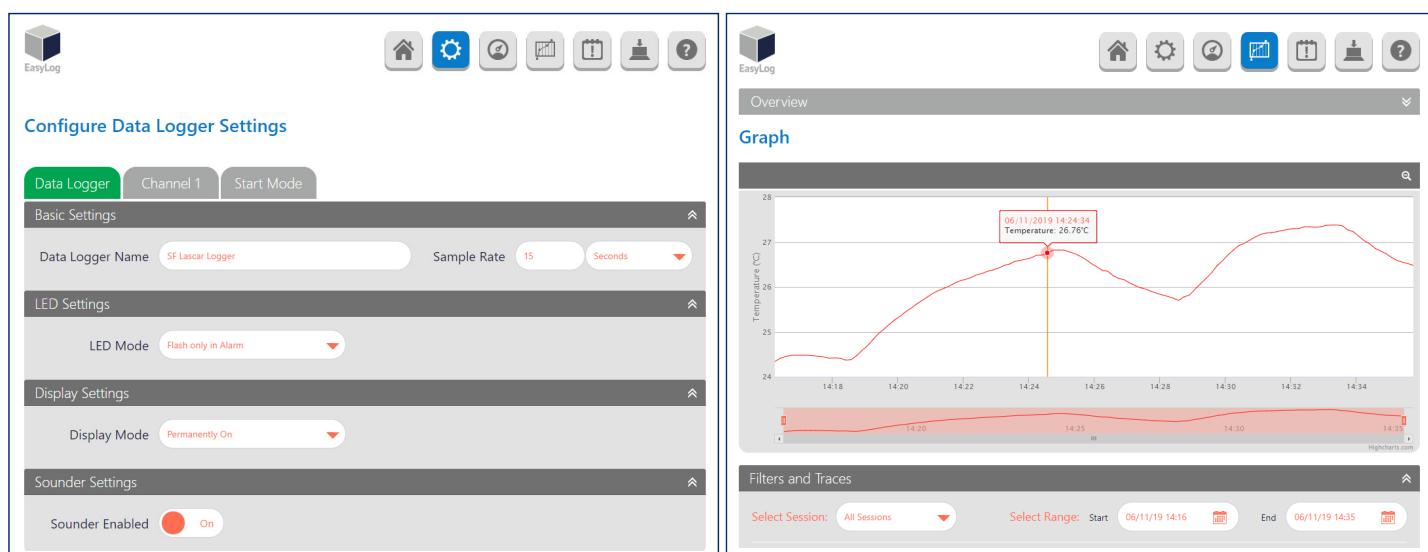 EasyLog
Configure Data Logger Settings
Data Logger
Channel 1
Start Mode
Basic Settings
Data Logger Name
SF Lascar Logger
Sample Rate
15
Seconds
LED Settings
LED Mode
Flash only in Alarm
Display Settings
Display Mode
Permanently On
Sounder Settings
Sounder Enabled
On
EasyLog
?
?
Overview
Graph
28
27
26
25
24
Temperature (°C)
06/11/2019 14:24:34
Temperature: 26.76°C
14:18
14:20
14:22
14:24
14:26
14:28
14:30
14:32
14:34
14:20
14:25
14:30
14:35
Highcharts.com
Filters and Traces
Select Session:
All Sessions
Select Range:
Start
06/11/19 14:16
End
06/11/19 14:35